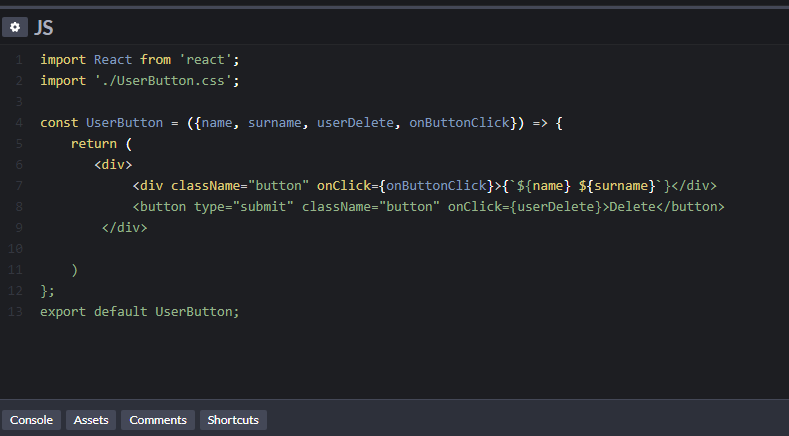 JS
1 import React from 'react';
2 import './UserButton.css';
3
4 const UserButton = ({name, surname, userDelete, onButtonClick}) => {
5     return (
6        <div>
7             <div className="button" onClick={onButtonClick}>{`${name} ${surname}`}</div>
8             <button type="submit" className="button" onClick={userDelete}>Delete</button>
9         </div>
10
11     )
12 };
13 export default UserButton;
Console Assets Comments Shortcuts